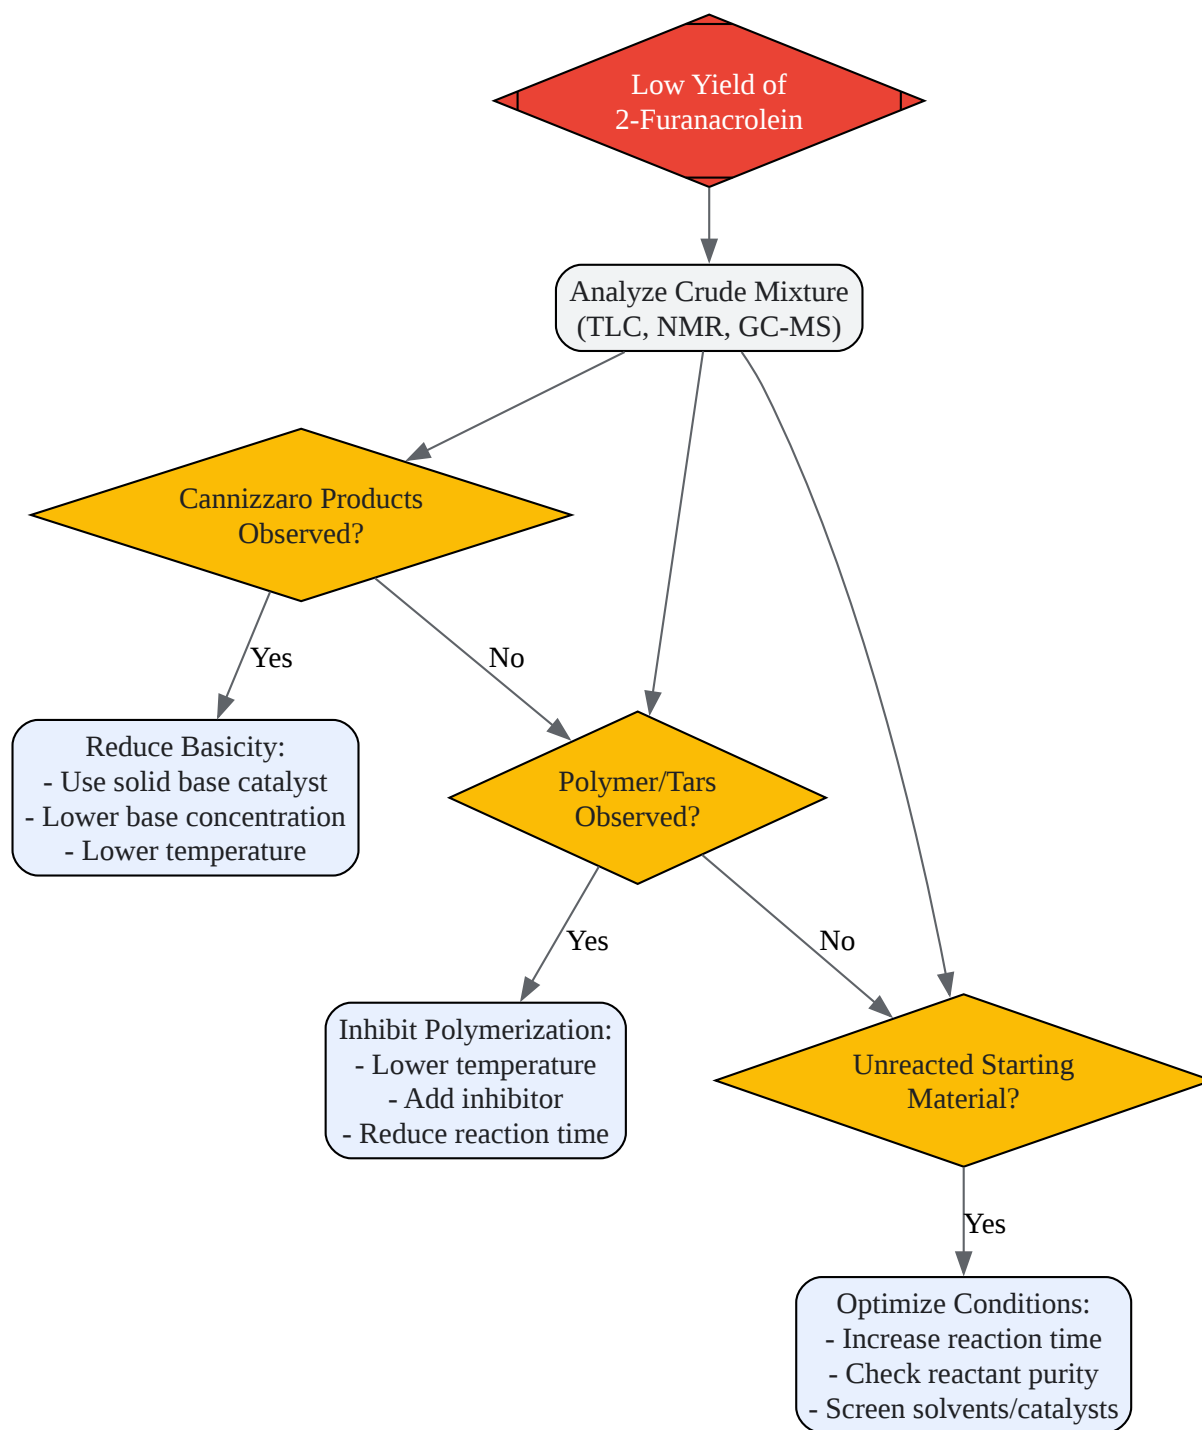 Low Yield of
2-Furanacrolein
Analyze Crude Mixture
(TLC, NMR, GC-MS)
Cannizzaro Products
Observed?
Yes
No
Reduce Basicity:
- Use solid base catalyst
- Lower base concentration
- Lower temperature
Polymer/Tars
Observed?
Yes
No
Inhibit Polymerization:
- Lower temperature
- Add inhibitor
- Reduce reaction time
Unreacted Starting
Material?
Yes
Optimize Conditions:
- Increase reaction time
- Check reactant purity
- Screen solvents/catalysts